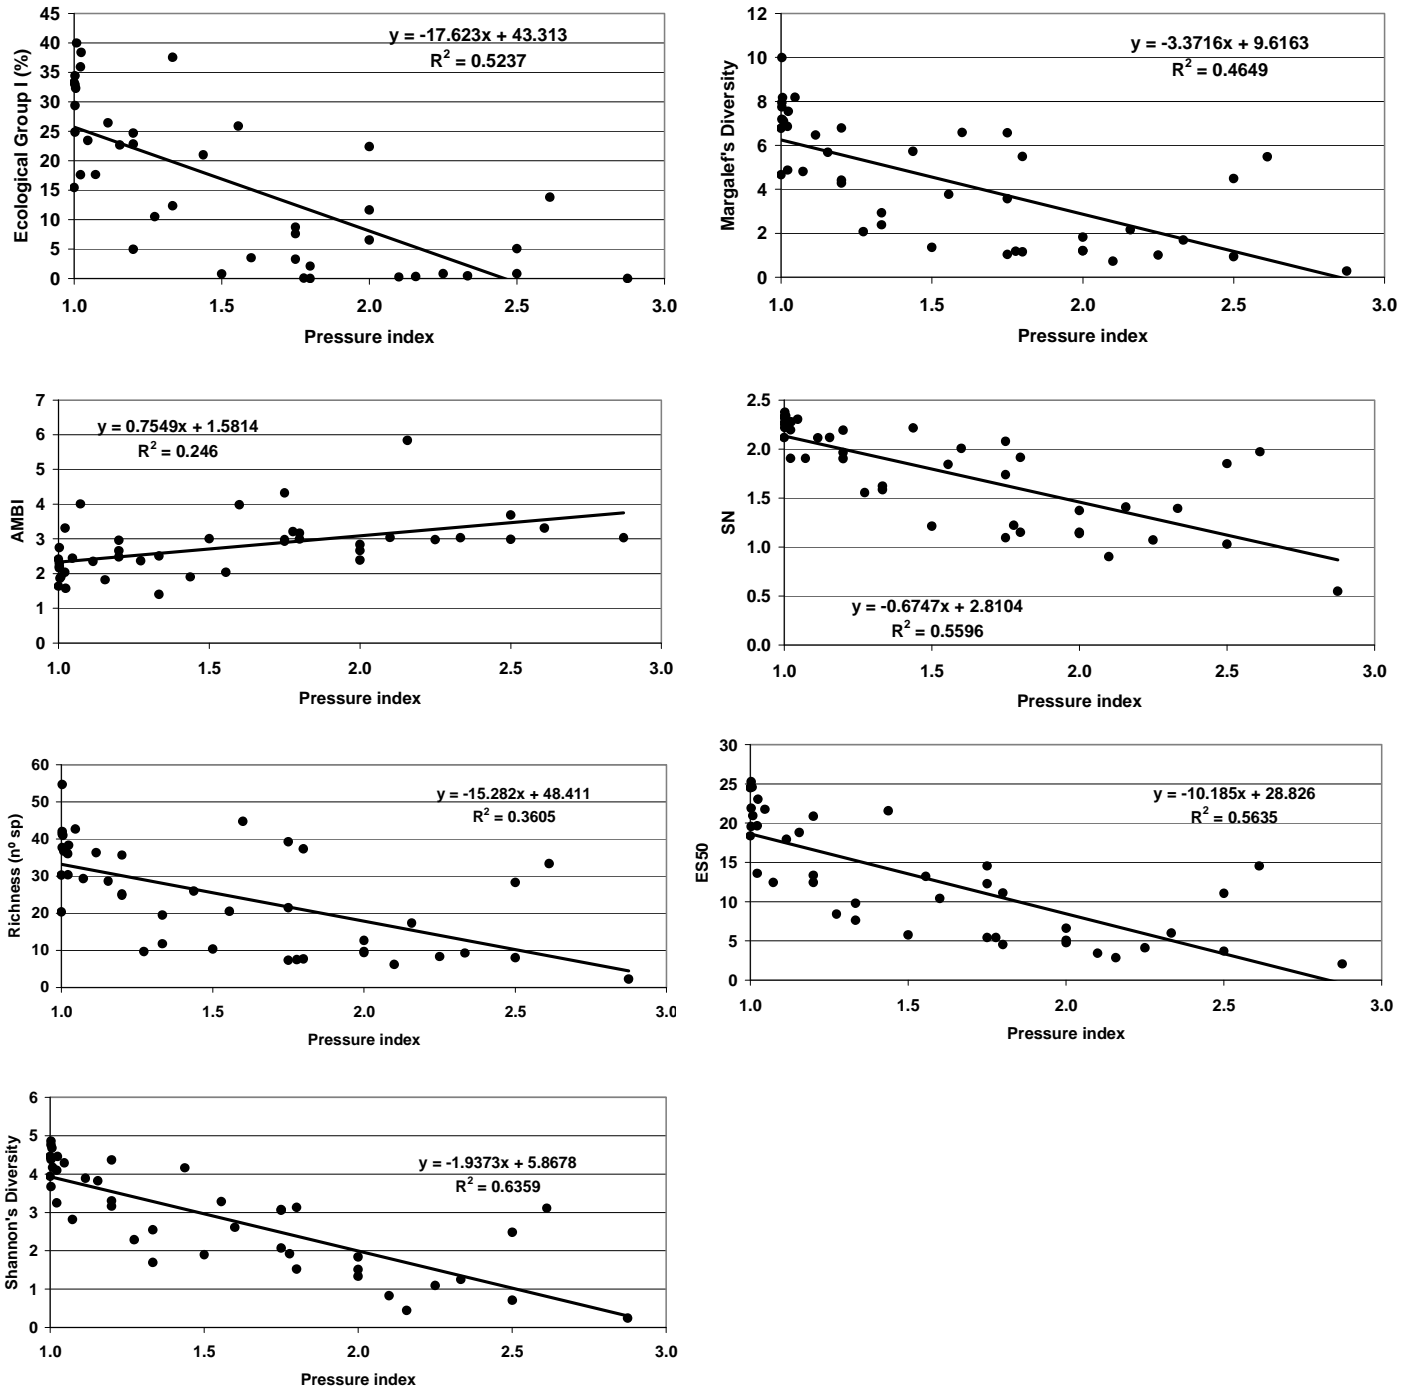 y = -17.623x + 43.313
R² = 0.5237
Ecological Group I (%)
45
40
35
30
25
20
15
10
5
0
1.0 1.5 2.0 2.5 3.0
Pressure index
y = -3.3716x + 9.6163
R² = 0.4649
Margalef's Diversity
12
10
8
6
4
2
0
1.0 1.5 2.0 2.5 3.0
Pressure index
y = 0.7549x + 1.5814
R² = 0.246
AMBI
7
6
5
4
3
2
1
0
1.0 1.5 2.0 2.5 3.0
Pressure index
SN
2.5
2.0
1.5
1.0
0.5
0.0
y = -0.6747x + 2.8104
R² = 0.5596
1.0 1.5 2.0 2.5 3.0
Pressure index
y = -15.282x + 48.411
R² = 0.3605
Richness (nº sp)
60
50
40
30
20
10
0
1.0 1.5 2.0 2.5 3.0
Pressure index
y = -10.185x + 28.826
R² = 0.5635
ES50
30
25
20
15
10
5
0
1.0 1.5 2.0 2.5 3.0
Pressure index
y = -1.9373x + 5.8678
R² = 0.6359
Shannon's Diversity
6
5
4
3
2
1
0
1.0 1.5 2.0 2.5 3.0
Pressure index